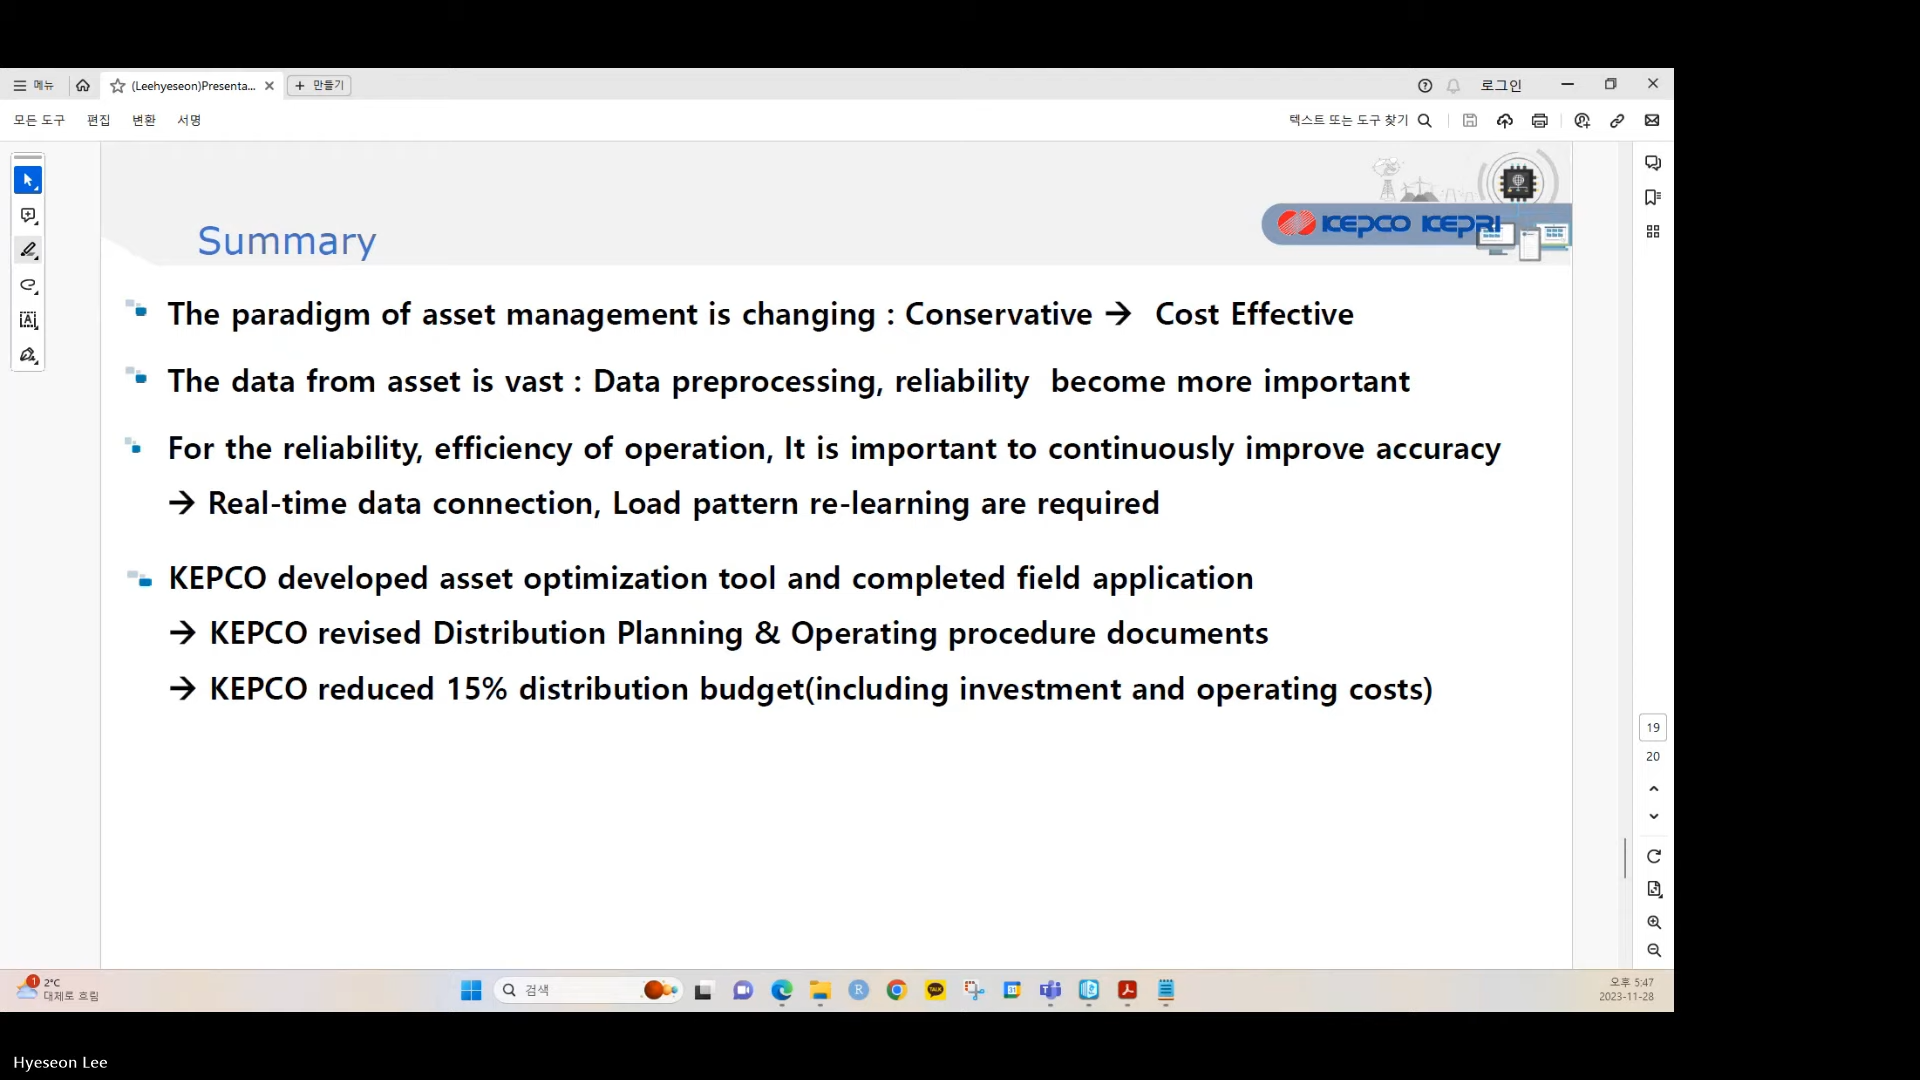 메뉴
(Leehyeseon)Presenta...
만들기
로그인
모든 도구
편집
변환
서명
텍스트 또는 도구 찾기
KEPCO KEPRI
Summary
The paradigm of asset management is changing : Conservative → Cost Effective
The data from asset is vast : Data preprocessing, reliability become more important
For the reliability, efficiency of operation, It is important to continuously improve accuracy
→ Real-time data connection, Load pattern re-learning are required
KEPCO developed asset optimization tool and completed field application
→ KEPCO revised Distribution Planning & Operating procedure documents
→ KEPCO reduced 15% distribution budget(including investment and operating costs)
19
20
1
2°C
대체로 흐림
검색
R
TALK
31
오후 5:47
2023-11-28
Hyeseon Lee